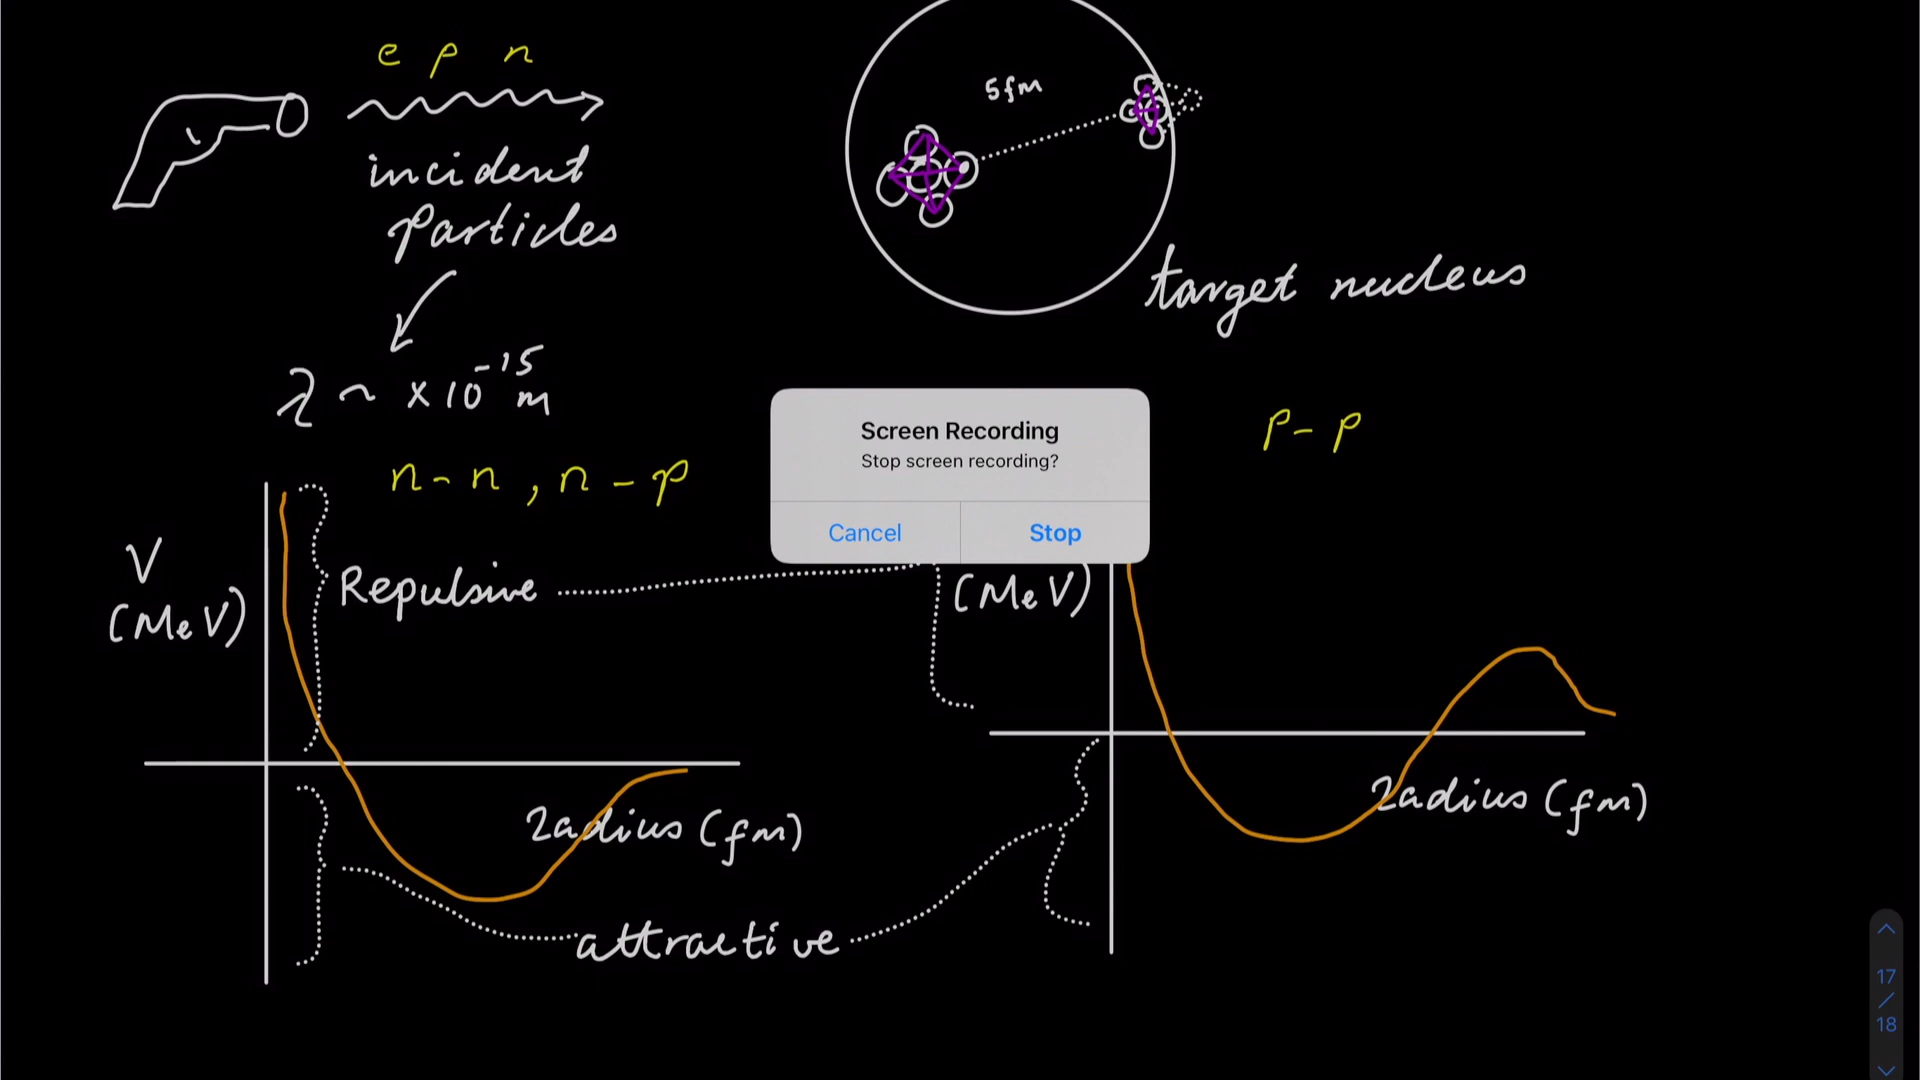 e p n
5fm
incident
particles
target nucleus
λ ~ ×10⁻¹⁵ m
p - p
n - n , n - p
Screen Recording
Stop screen recording?
Cancel
Stop
V
(MeV)
Repulsive
(MeV)
radius (fm)
radius (fm)
attractive
17
/
18